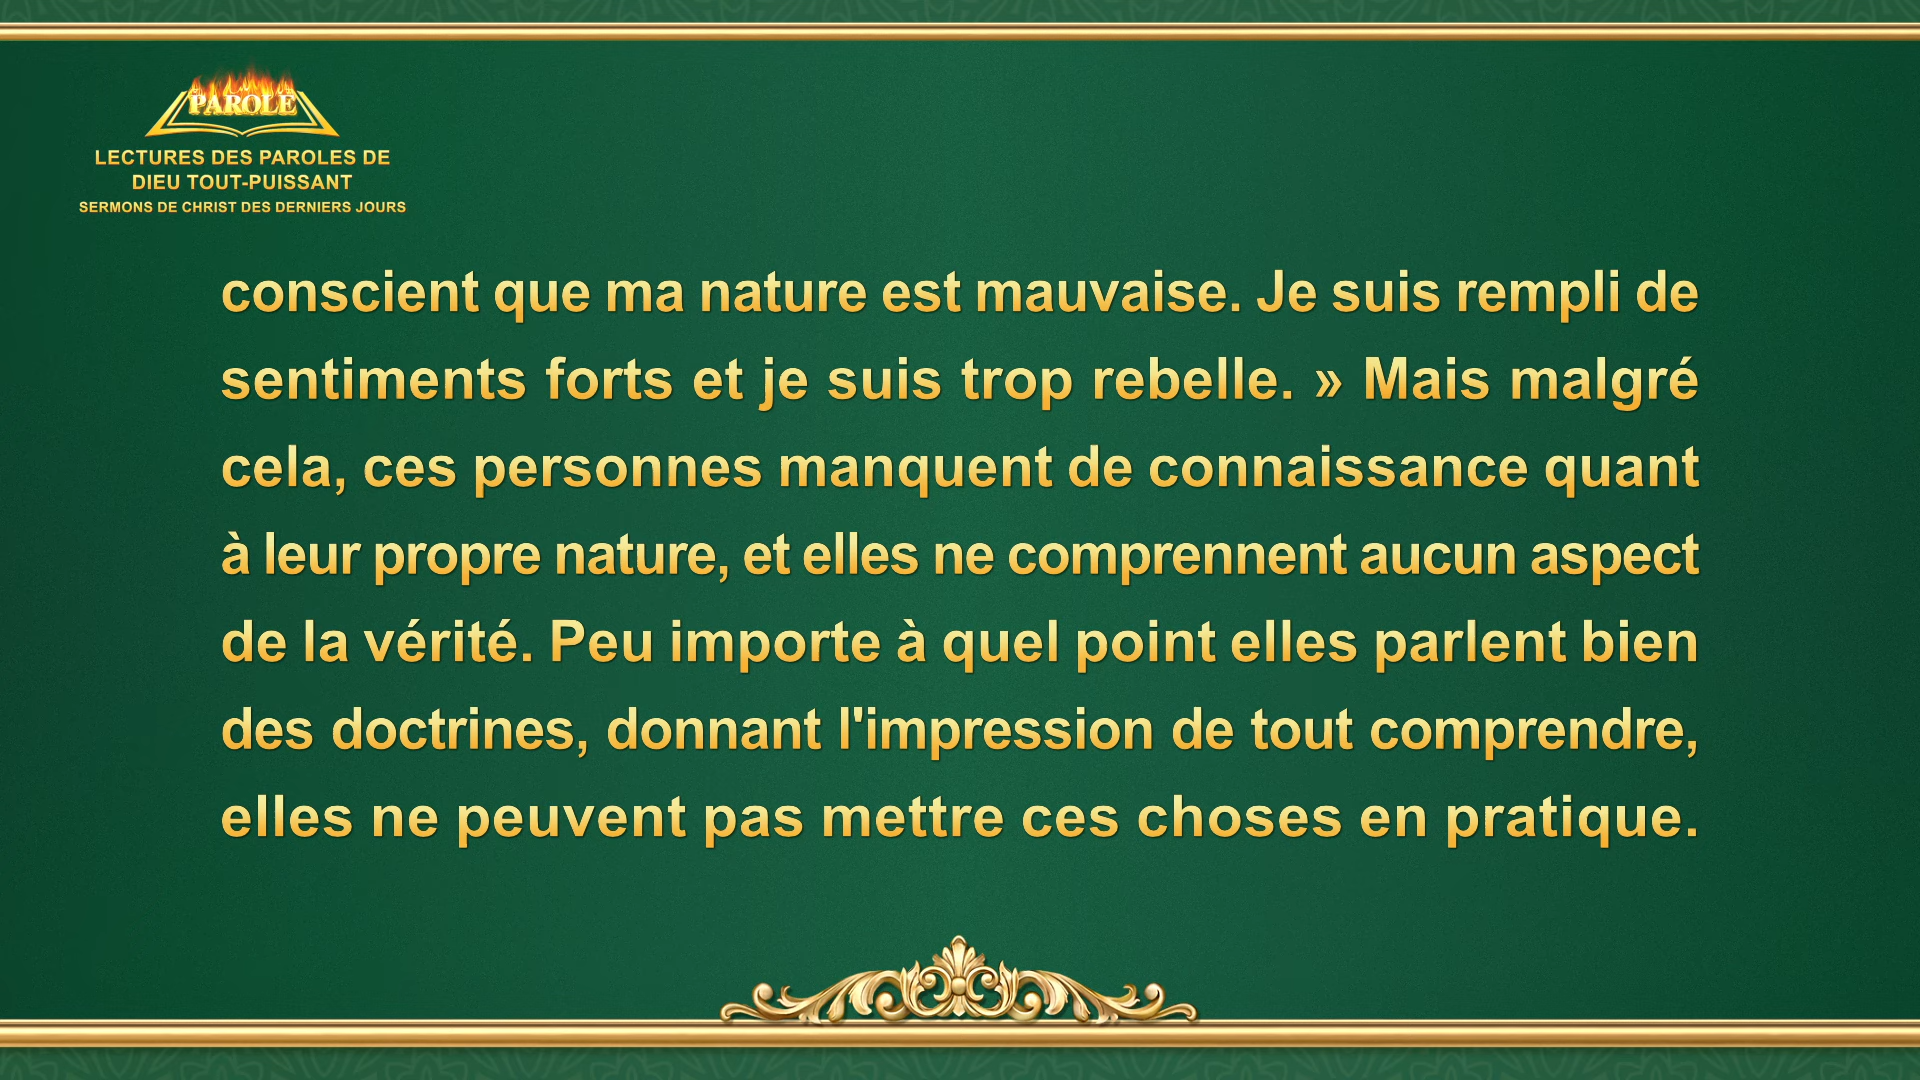 PAROLE
LECTURES DES PAROLES DE
DIEU TOUT-PUISSANT
SERMONS DE CHRIST DES DERNIERS JOURS
conscient que ma nature est mauvaise. Je suis rempli de
sentiments forts et je suis trop rebelle. » Mais malgré
cela, ces personnes manquent de connaissance quant
à leur propre nature, et elles ne comprennent aucun aspect
de la vérité. Peu importe à quel point elles parlent bien
des doctrines, donnant l'impression de tout comprendre,
elles ne peuvent pas mettre ces choses en pratique.